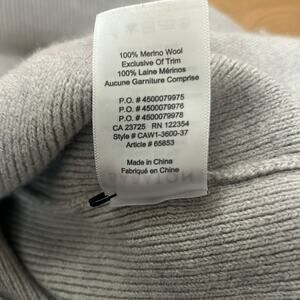 100% Merino Wool
Exclusive Of Trim
100% Laine Mérinos
Aucune Garniture Comprise
P.O. # 4500079975
P.O. # 4500079976
P.O. # 4500079978
CA 23725 RN 122354
Style # CAW1-3600-37
Article # 65853
Made in China
Fabriqué en Chine